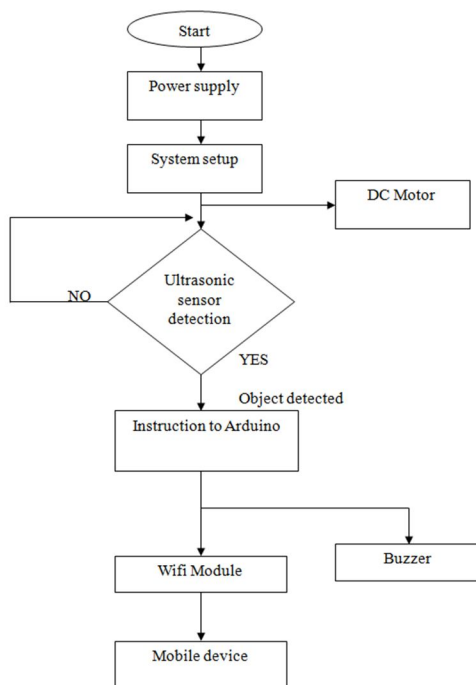 Start
Power supply
System setup
DC Motor
Ultrasonic
sensor
detection
NO
YES
Object detected
Instruction to Arduino
Buzzer
Wifi Module
Mobile device